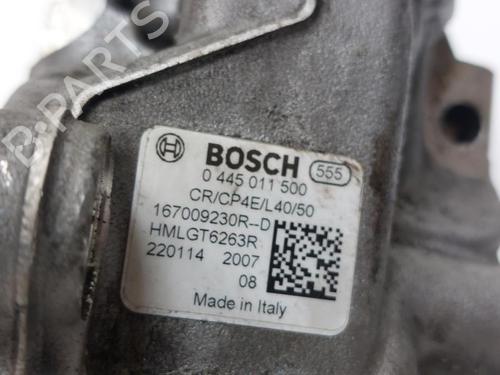 B-PARTS
BOSCH 555
0 445 011 500
CR/CP4E/L40/50
167009230R--D
HMLGT6263R
220114 2007
08
Made in Italy